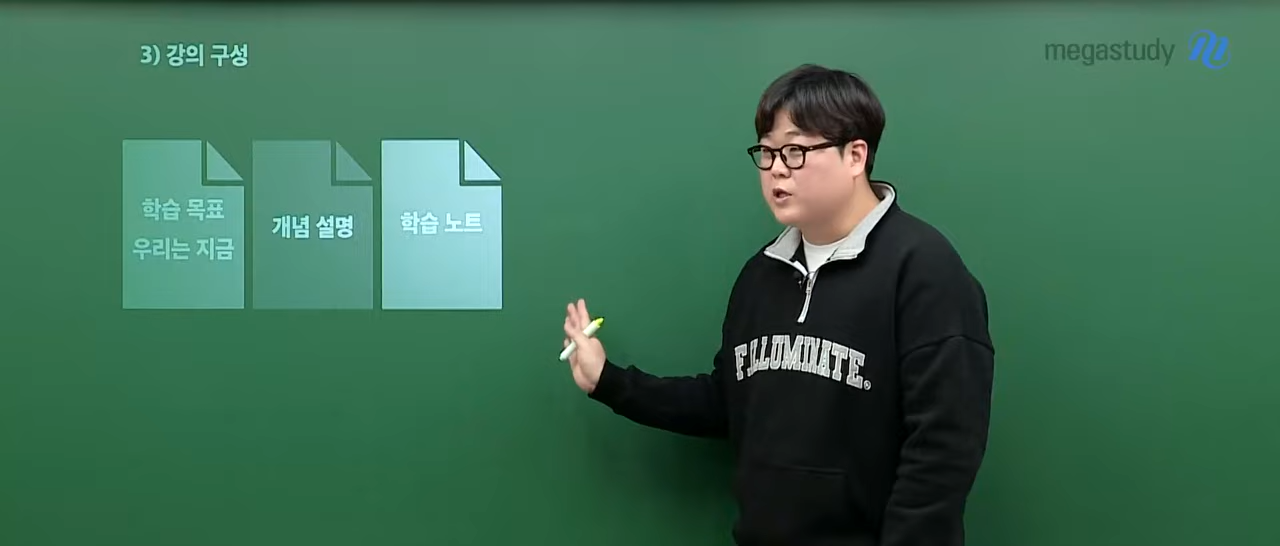 3) 강의 구성
megastudy
학습 목표
우리는 지금
개념 설명
학습 노트
F.LLUMINATE.®